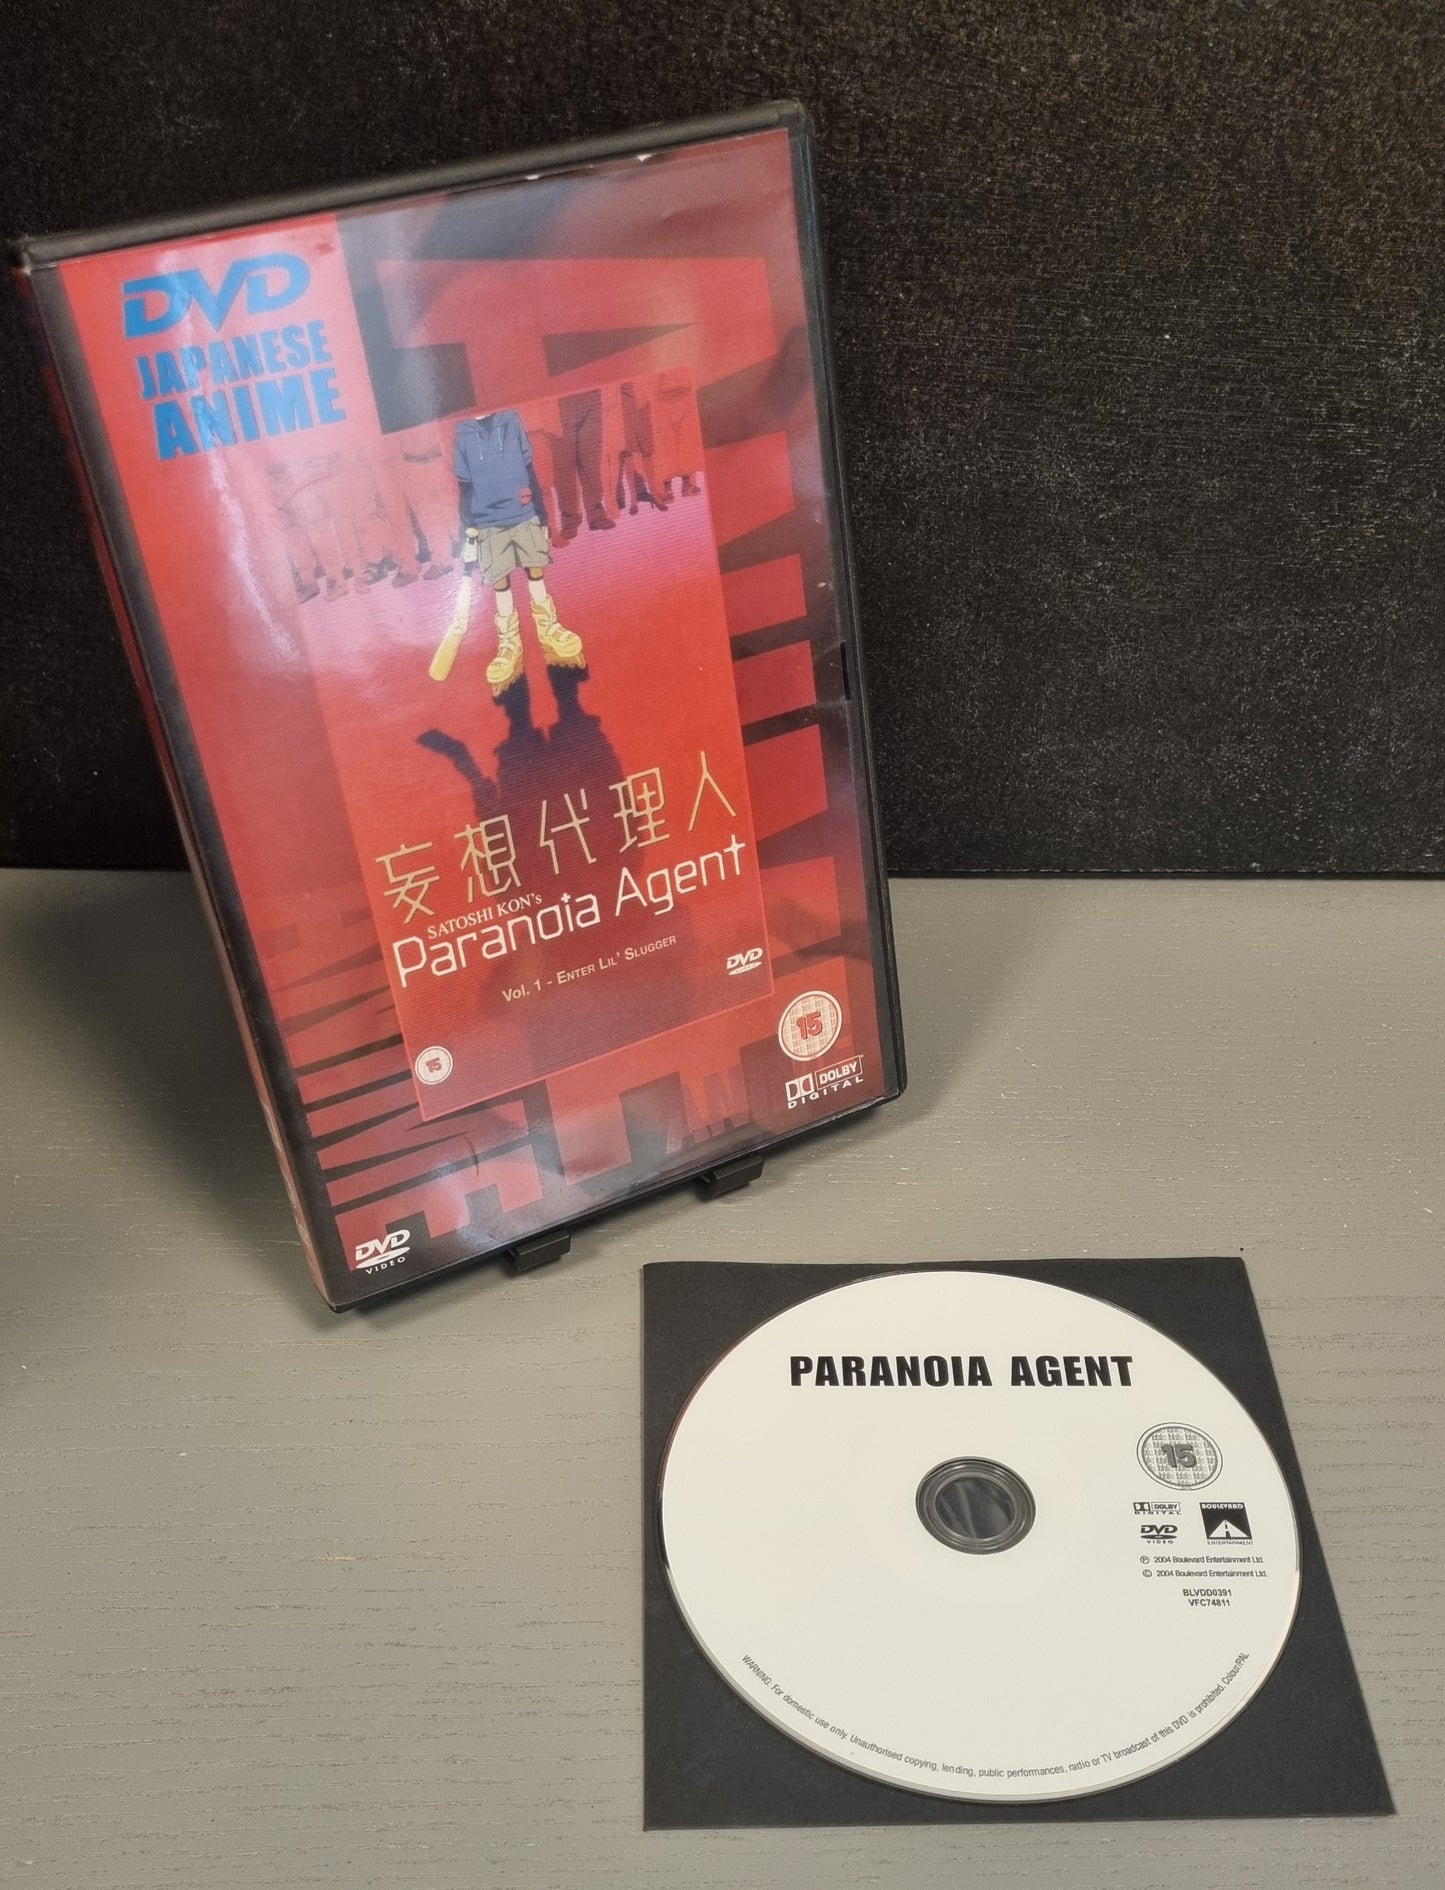 DVD
JAPANESE
ANIME
妄想代理人
SATOSHI KON's
Paranoia Agent
Vol. 1 - Enter Lil' Slugger
DVD
VIDEO
15
15
DOLBY
DIGITAL
DVD
VIDEO
PARANOIA AGENT
15
DOLBY
DIGITAL
BOULEVARD
ENTERTAINMENT
DVD
VIDEO
℗ 2004 Boulevard Entertainment Ltd.
© 2004 Boulevard Entertainment Ltd.
BLVDD0391
VFC74811
WARNING: For domestic use only. Unauthorised copying, lending, public performances, radio or TV broadcast of this DVD is prohibited. Colour/PAL